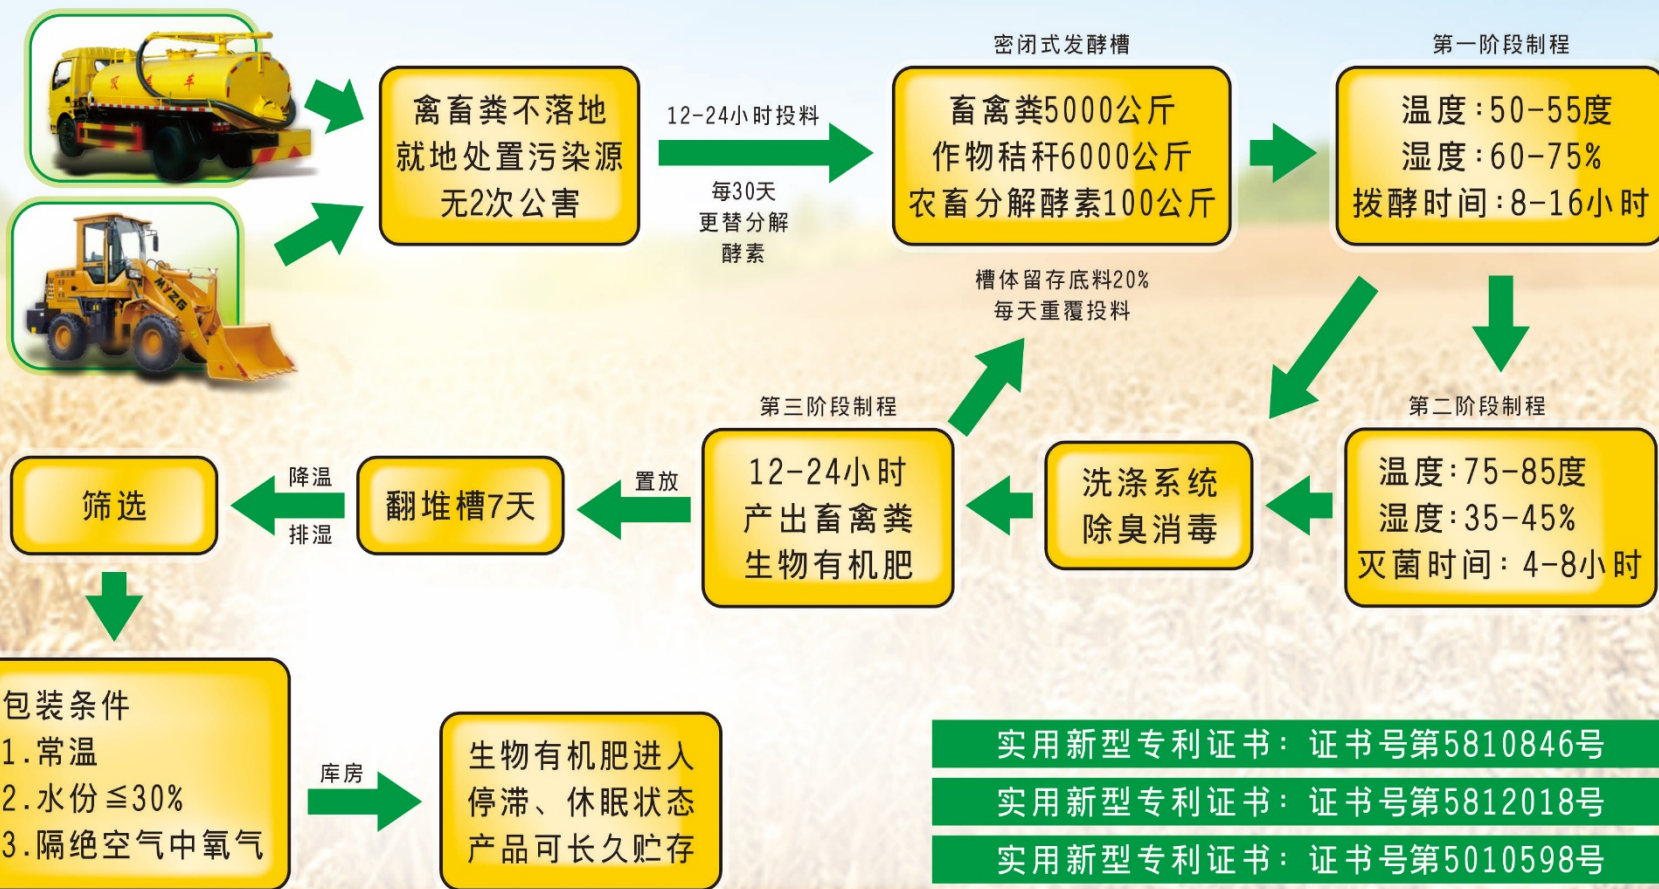 吸粪车
MYZG
禽畜粪不落地
就地处置污染源
无2次公害
12-24小时投料
每30天
更替分解
酵素
密闭式发酵槽
畜禽粪5000公斤
作物秸秆6000公斤
农畜分解酵素100公斤
第一阶段制程
温度:50-55度
湿度:60-75%
拨酵时间:8-16小时
槽体留存底料20%
每天重覆投料
第二阶段制程
温度:75-85度
湿度:35-45%
灭菌时间: 4-8小时
洗涤系统
除臭消毒
第三阶段制程
12-24小时
产出畜禽粪
生物有机肥
置放
翻堆槽7天
降温
排湿
筛选
包装条件
1.常温
2.水份≦30%
3.隔绝空气中氧气
库房
生物有机肥进入
停滞、休眠状态
产品可长久贮存
实用新型专利证书: 证书号第5810846号
实用新型专利证书: 证书号第5812018号
实用新型专利证书: 证书号第5010598号